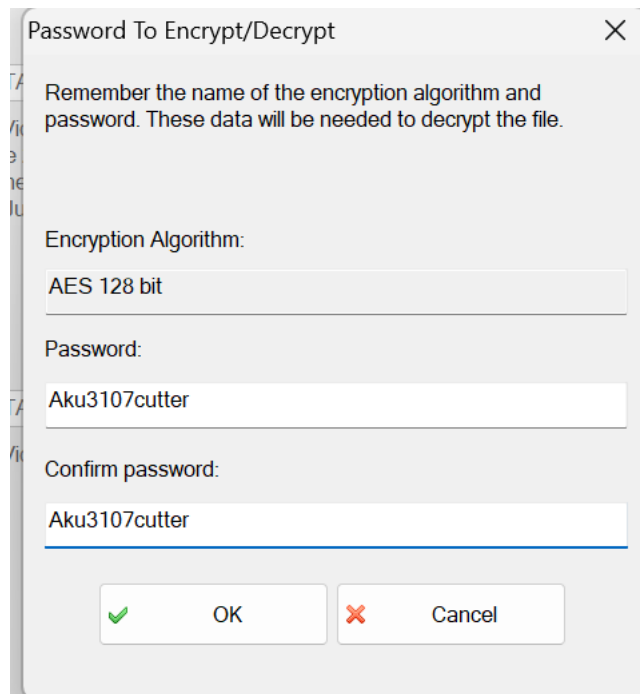 Password To Encrypt/Decrypt
Remember the name of the encryption algorithm and
password. These data will be needed to decrypt the file.
Encryption Algorithm:
AES 128 bit
Password:
Aku3107cutter
Confirm password:
Aku3107cutter
OK
Cancel